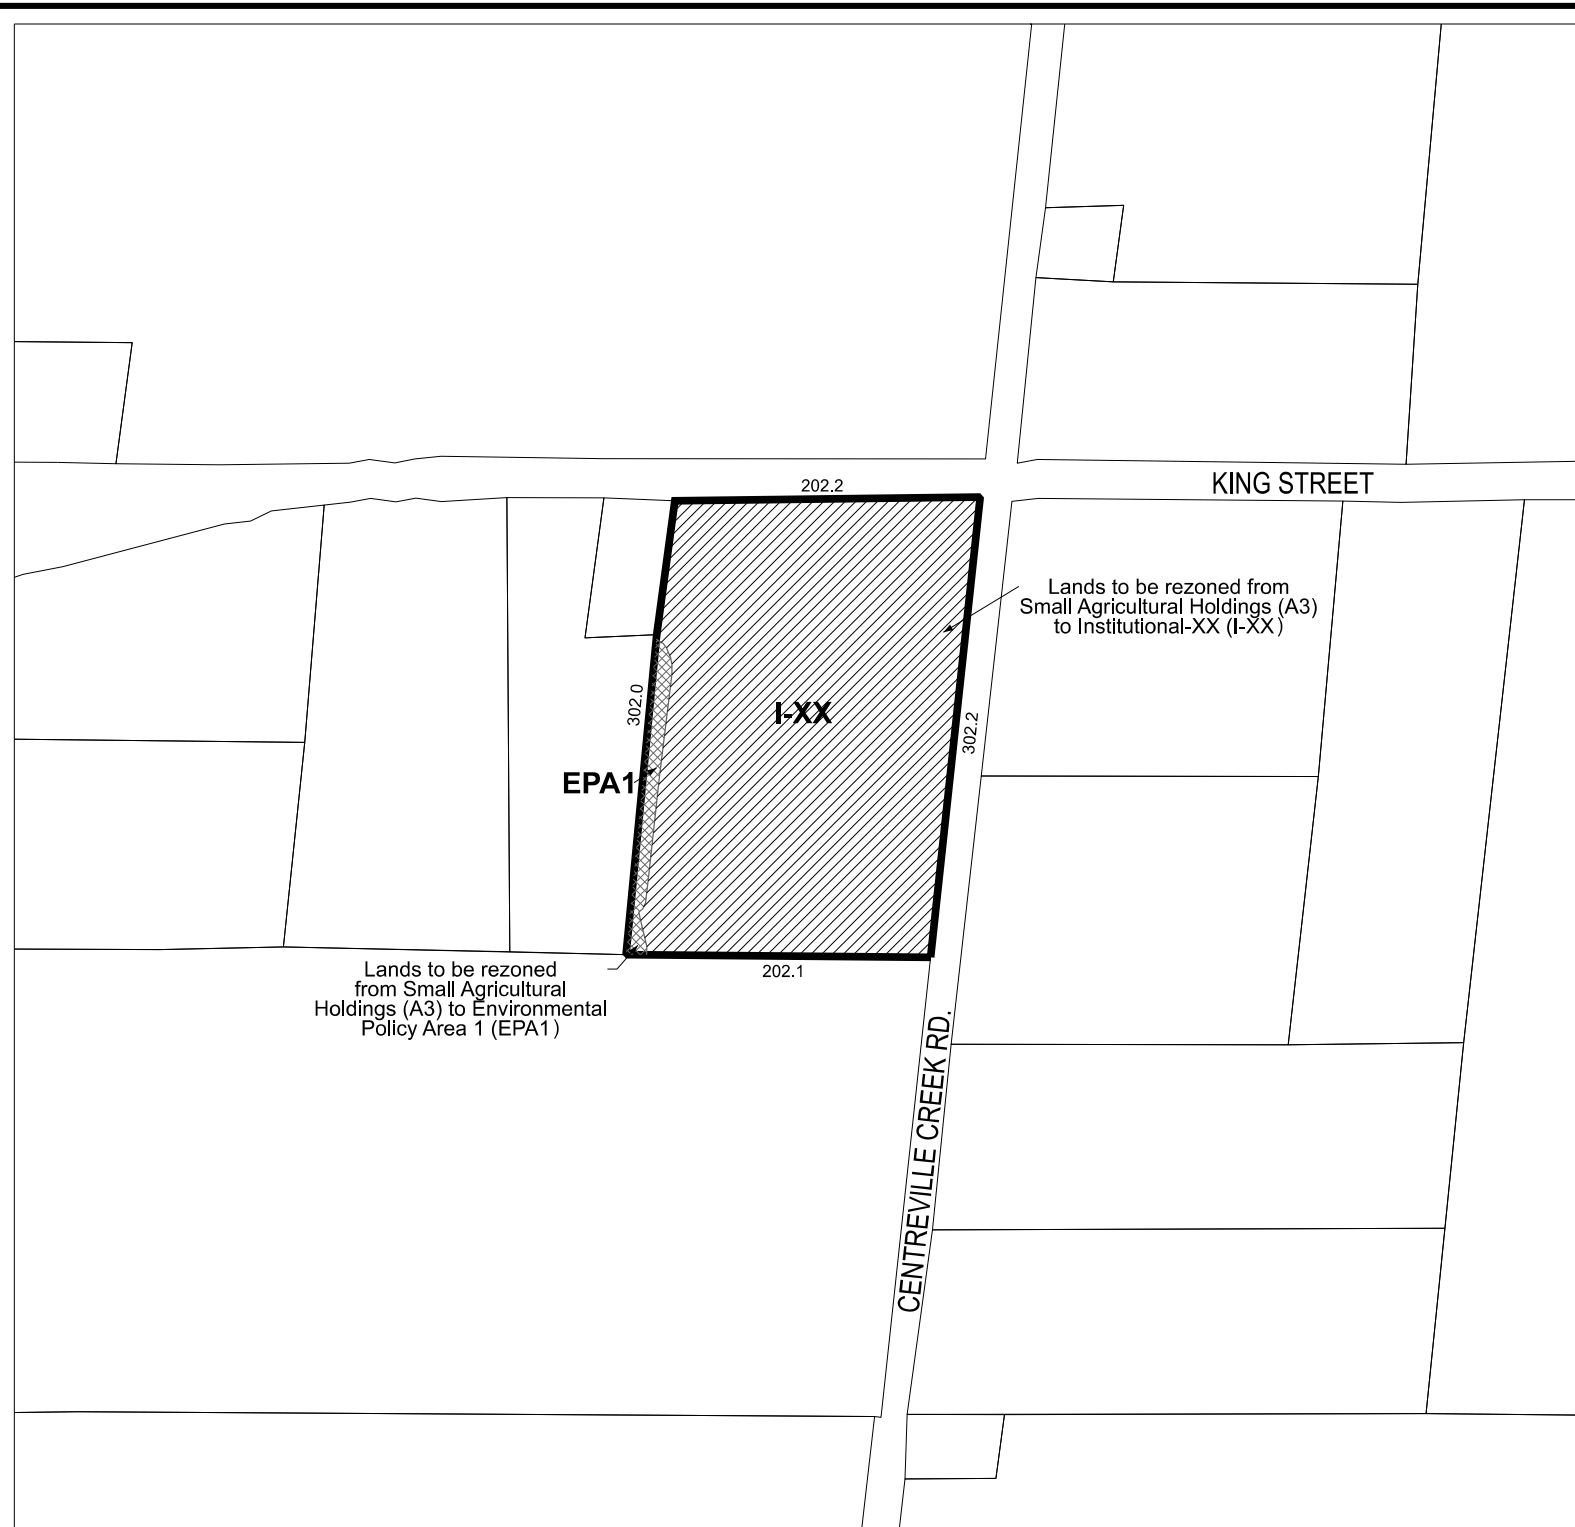 KING STREET
202.2
Lands to be rezoned from
Small Agricultural Holdings (A3)
to Institutional-XX (I-XX)
302.0
I-XX
302.2
EPA1
Lands to be rezoned
from Small Agricultural
Holdings (A3) to Environmental
Policy Area 1 (EPA1)
202.1
CENTREVILLE CREEK RD.